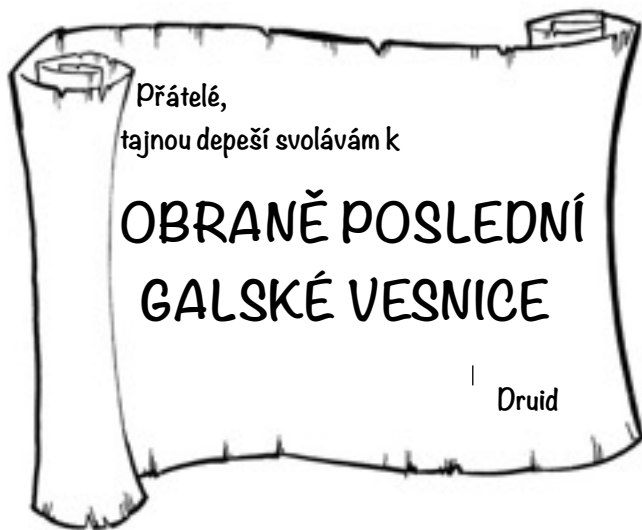 Přátelé,
tajnou depeší svolávám k
OBRANĚ POSLEDNÍ
GALSKÉ VESNICE
Druid